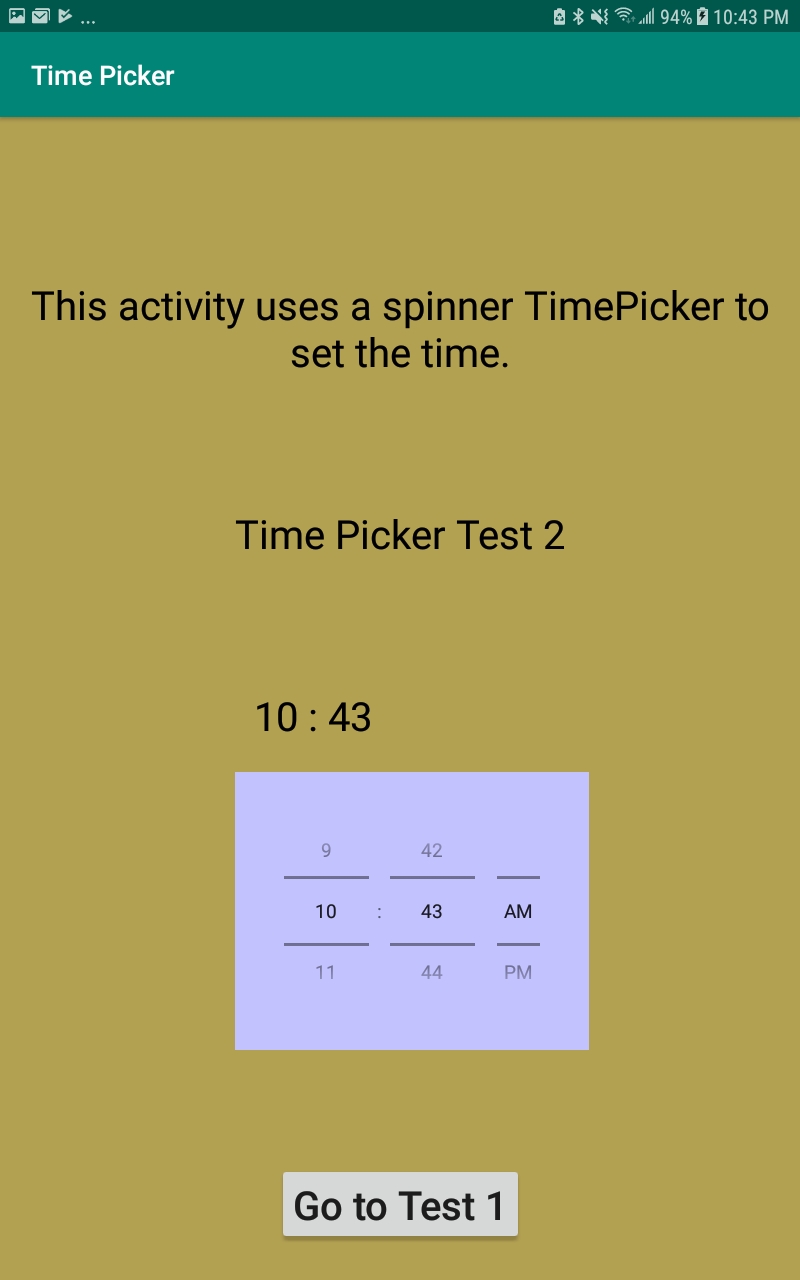 ... 94% 10:43 PM
Time Picker
This activity uses a spinner TimePicker to
set the time.
Time Picker Test 2
10 : 43
9 42
10 : 43 AM
11 44 PM
Go to Test 1